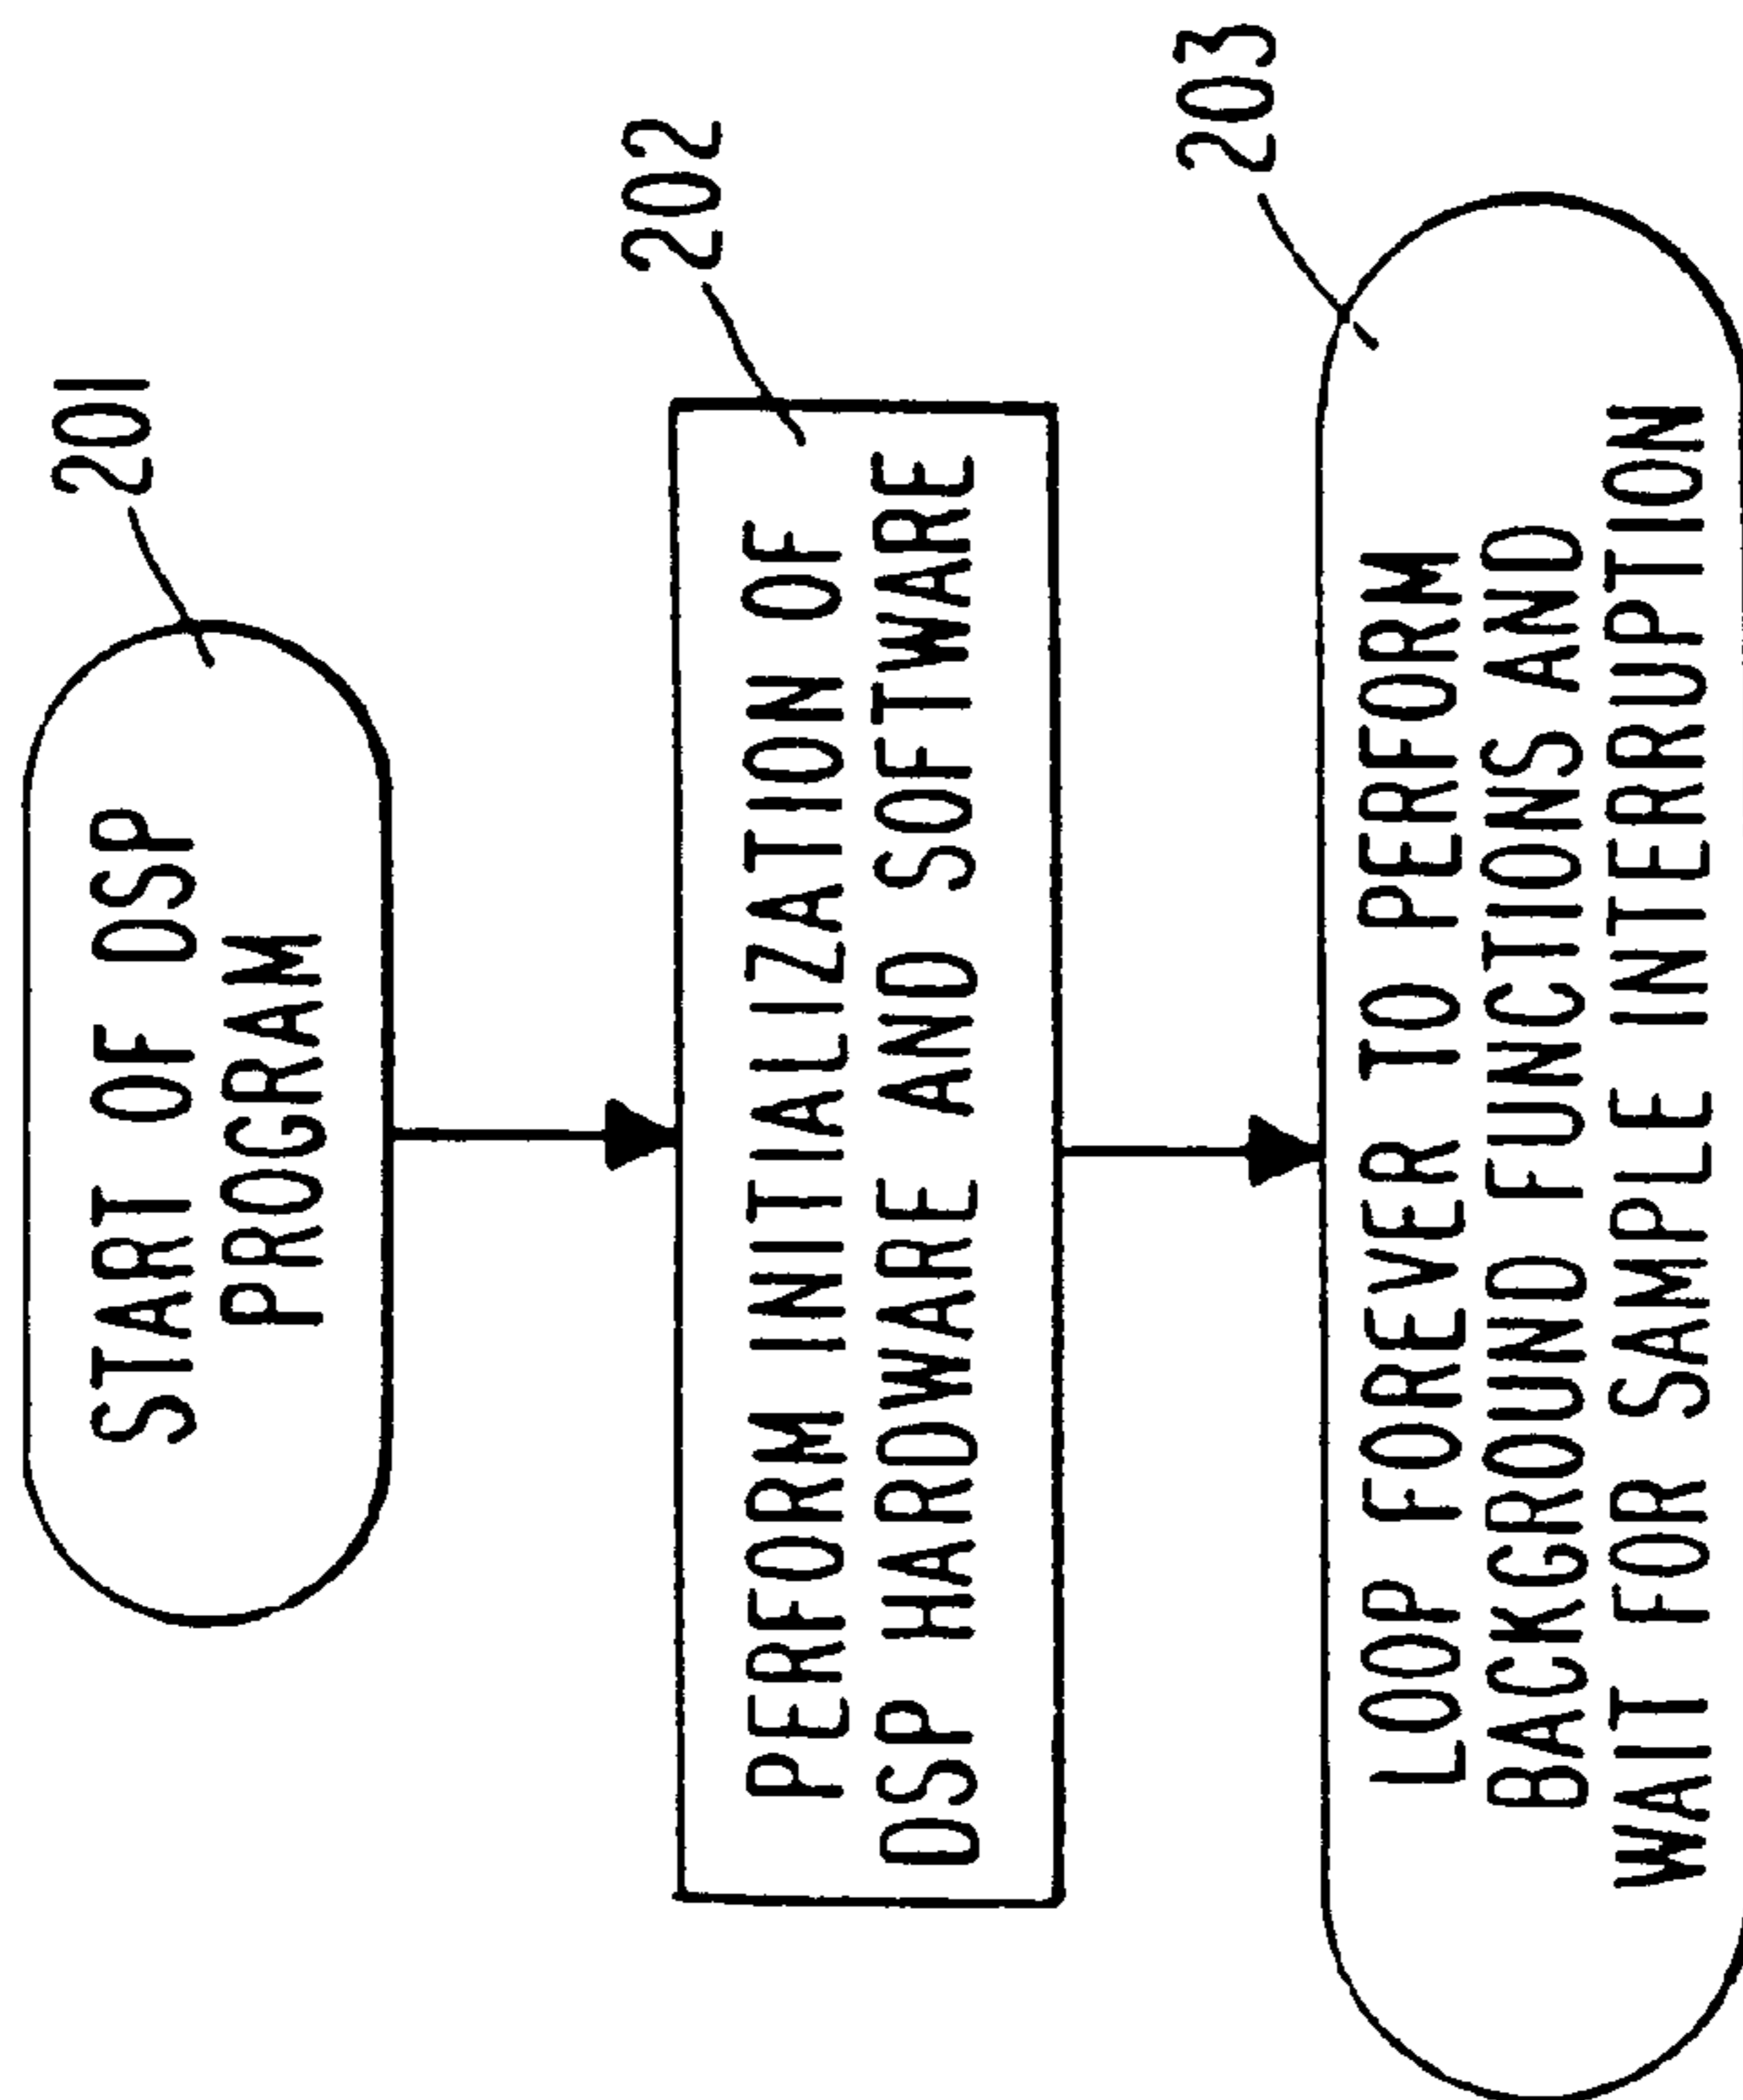 201
START OF DSP
PROGRAM
202
PERFORM INITIALIZATION OF
DSP HARDWARE AND SOFTWARE
203
LOOP FOREVER TO PERFORM
BACKGROUND FUNCTIONS AND
WAIT FOR SAMPLE INTERRUPTION